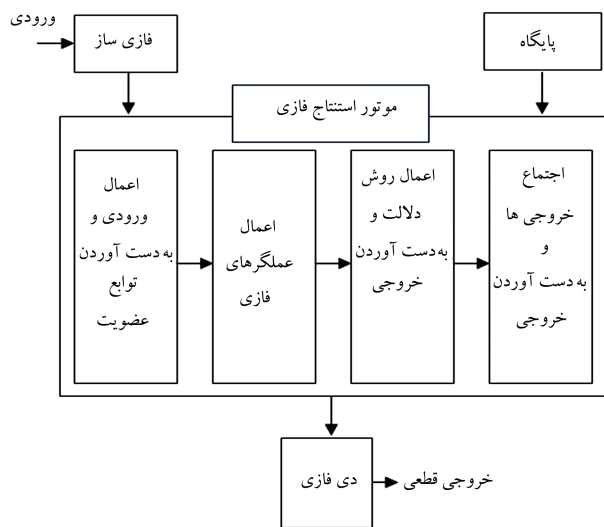 ورودی
فازی ساز
پایگاه
موتور استنتاج فازی
اعمال
ورودی و
به دست آوردن
توابع
عضویت
اعمال
عملگرهای
فازی
اعمال روش
دلالت و
به دست آوردن
خروجی
اجتماع
خروجی ها
و
به دست آوردن
خروجی
دی فازی
خروجی قطعی